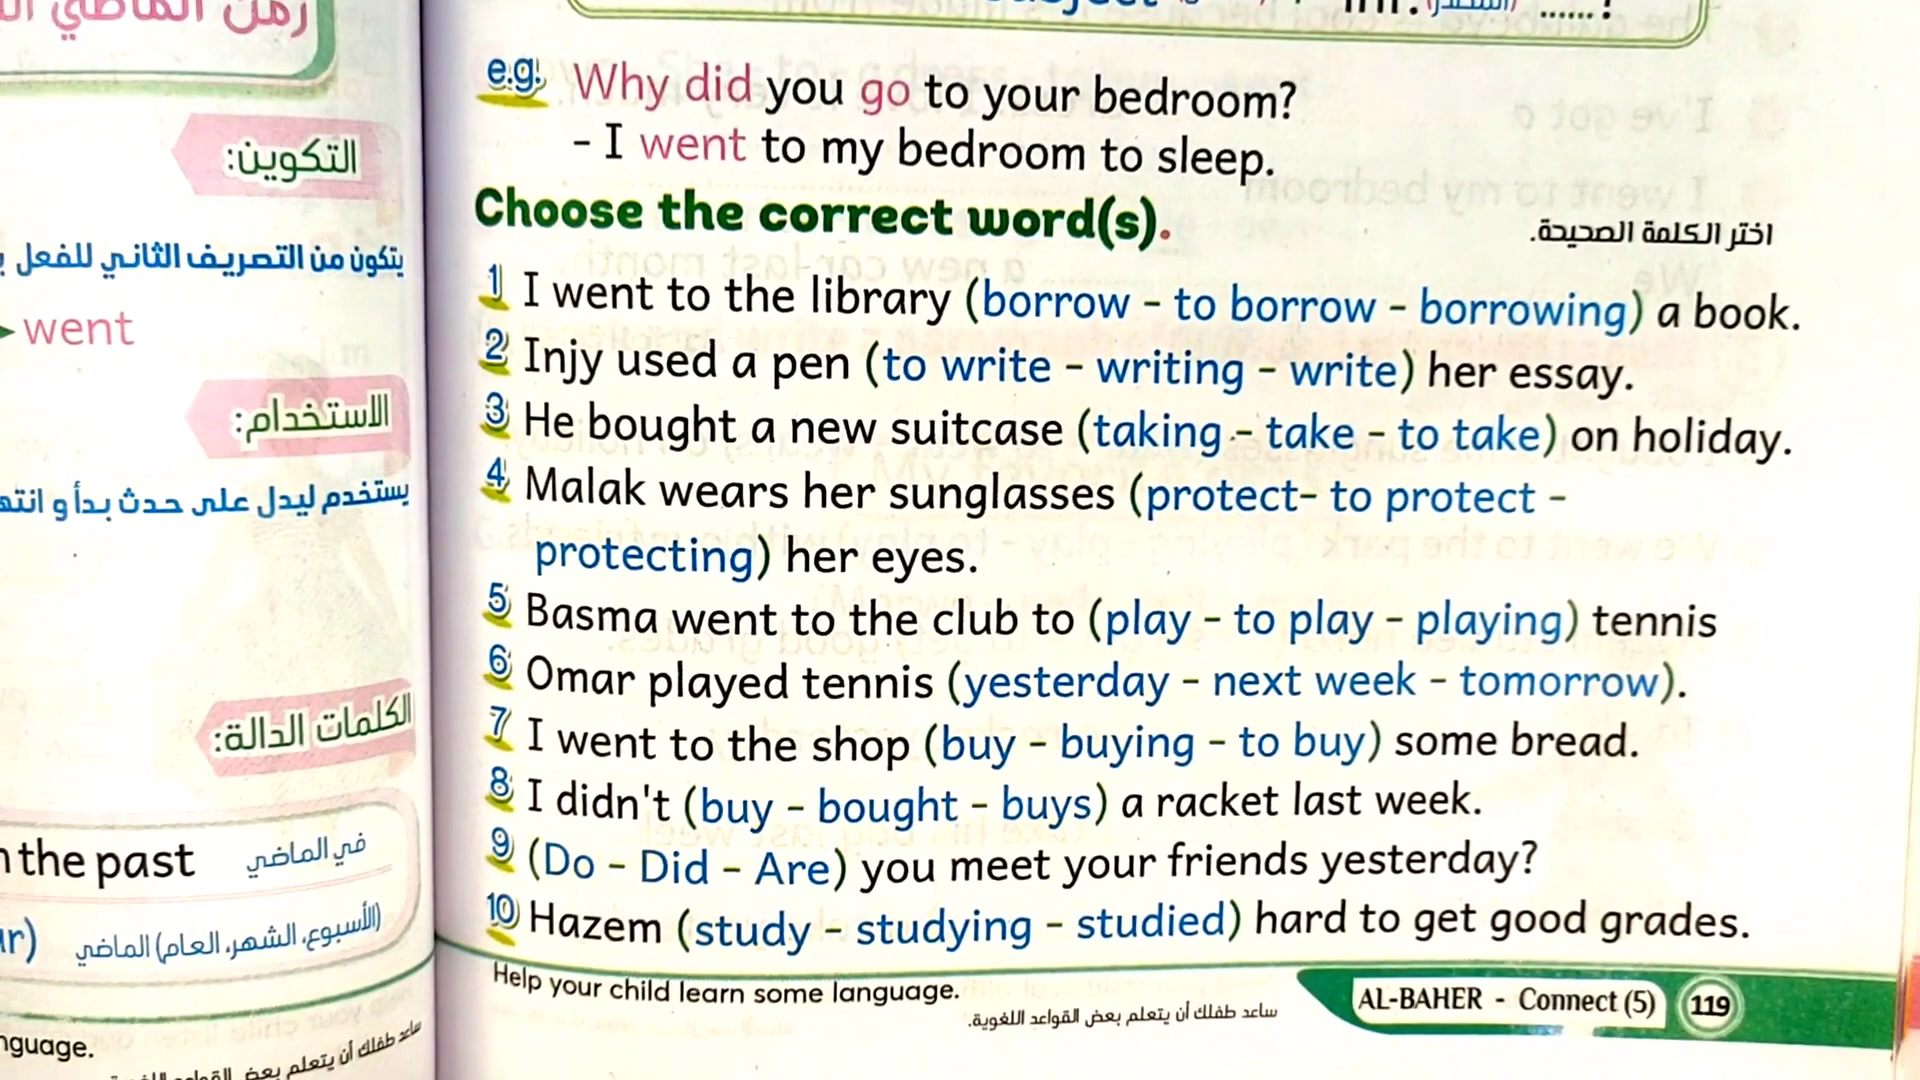 زمن الماضي
التكوين:
يتكون من التصريف الثاني للفعل
went
الاستخدام:
يستخدم ليدل على حدث بدأ و
الكلمات الدالة:
the past في الماضي
(الأسبوع، الشهر، العام) الماضي
ساعد طفلك أن يتعلم بعض
e.g. Why did you go to your bedroom?
- I went to my bedroom to sleep.
Choose the correct word(s).
اختر الكلمة الصحيحة.
1 I went to the library (borrow - to borrow - borrowing) a book.
2 Injy used a pen (to write - writing - write) her essay.
3 He bought a new suitcase (taking - take - to take) on holiday.
4 Malak wears her sunglasses (protect- to protect -
protecting) her eyes.
5 Basma went to the club to (play - to play - playing) tennis
6 Omar played tennis (yesterday - next week - tomorrow).
7 I went to the shop (buy - buying - to buy) some bread.
8 I didn't (buy - bought - buys) a racket last week.
9 (Do - Did - Are) you meet your friends yesterday?
10 Hazem (study - studying - studied) hard to get good grades.
Help your child learn some language.
ساعد طفلك أن يتعلم بعض القواعد اللغوية.
AL-BAHER - Connect (5) 119